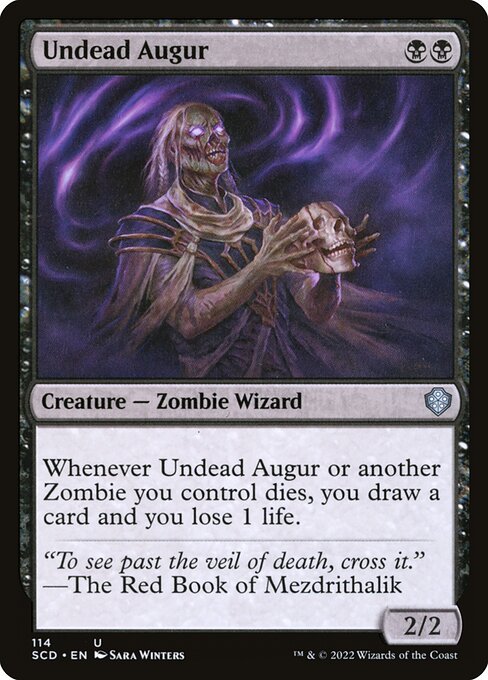 Undead Augur
Creature — Zombie Wizard
Whenever Undead Augur or another
Zombie you control dies, you draw a
card and you lose 1 life.
“To see past the veil of death, cross it.”
—The Red Book of Mezdrithalik
2/2
114 U
SCD • EN Sara Winters
™ & © 2022 Wizards of the Coast